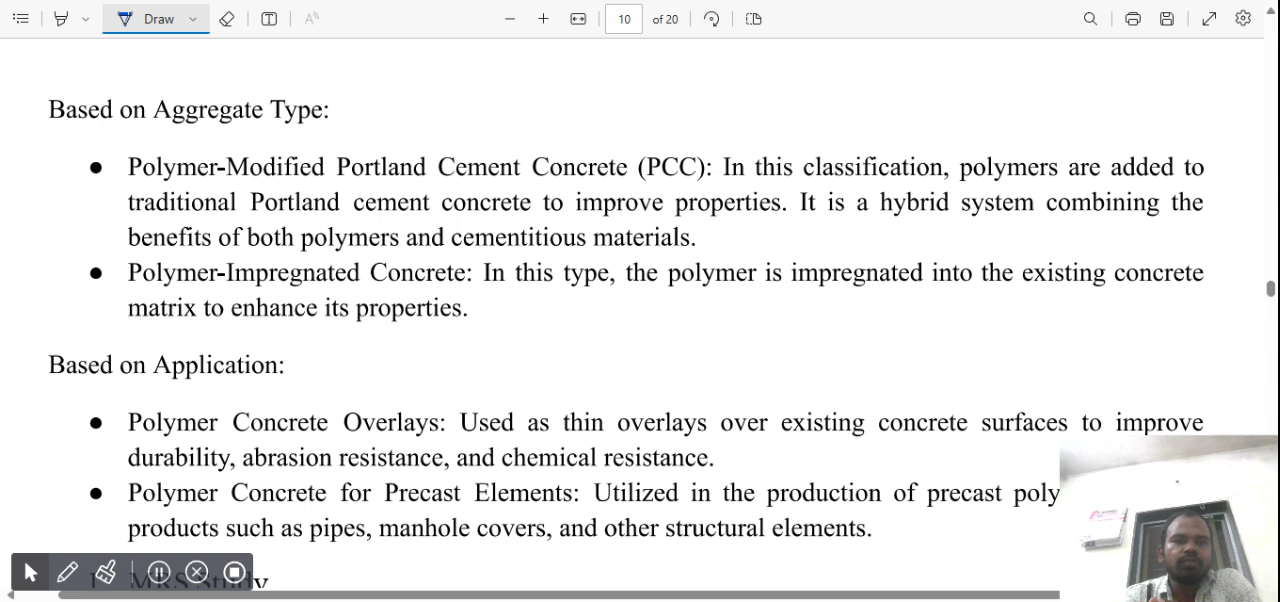 Draw
10 of 20
Based on Aggregate Type:
● Polymer-Modified Portland Cement Concrete (PCC): In this classification, polymers are added to
traditional Portland cement concrete to improve properties. It is a hybrid system combining the
benefits of both polymers and cementitious materials.
● Polymer-Impregnated Concrete: In this type, the polymer is impregnated into the existing concrete
matrix to enhance its properties.
Based on Application:
● Polymer Concrete Overlays: Used as thin overlays over existing concrete surfaces to improve
durability, abrasion resistance, and chemical resistance.
● Polymer Concrete for Precast Elements: Utilized in the production of precast poly
products such as pipes, manhole covers, and other structural elements.
MRS Study